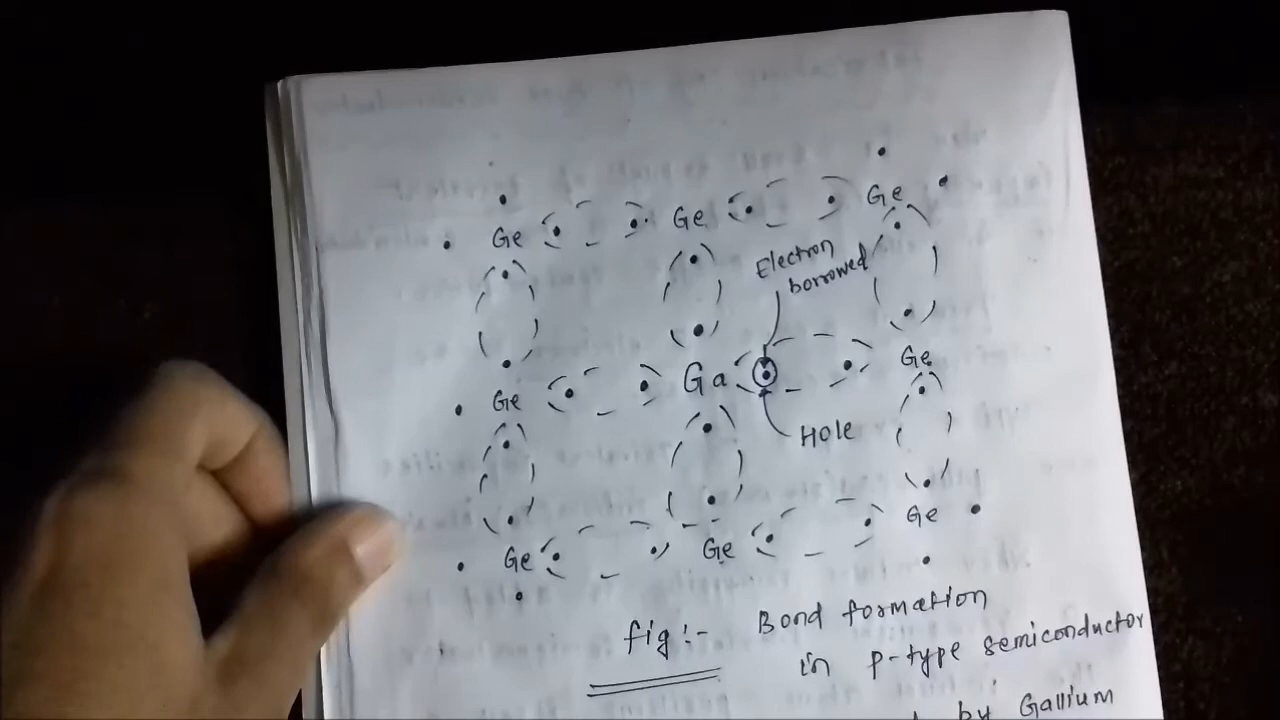 Ge Ge Ge
Electron
borrowed
Ge Ga Ge
Hole
Ge Ge Ge
fig:- Bond formation
in P-type semiconductor
by Gallium